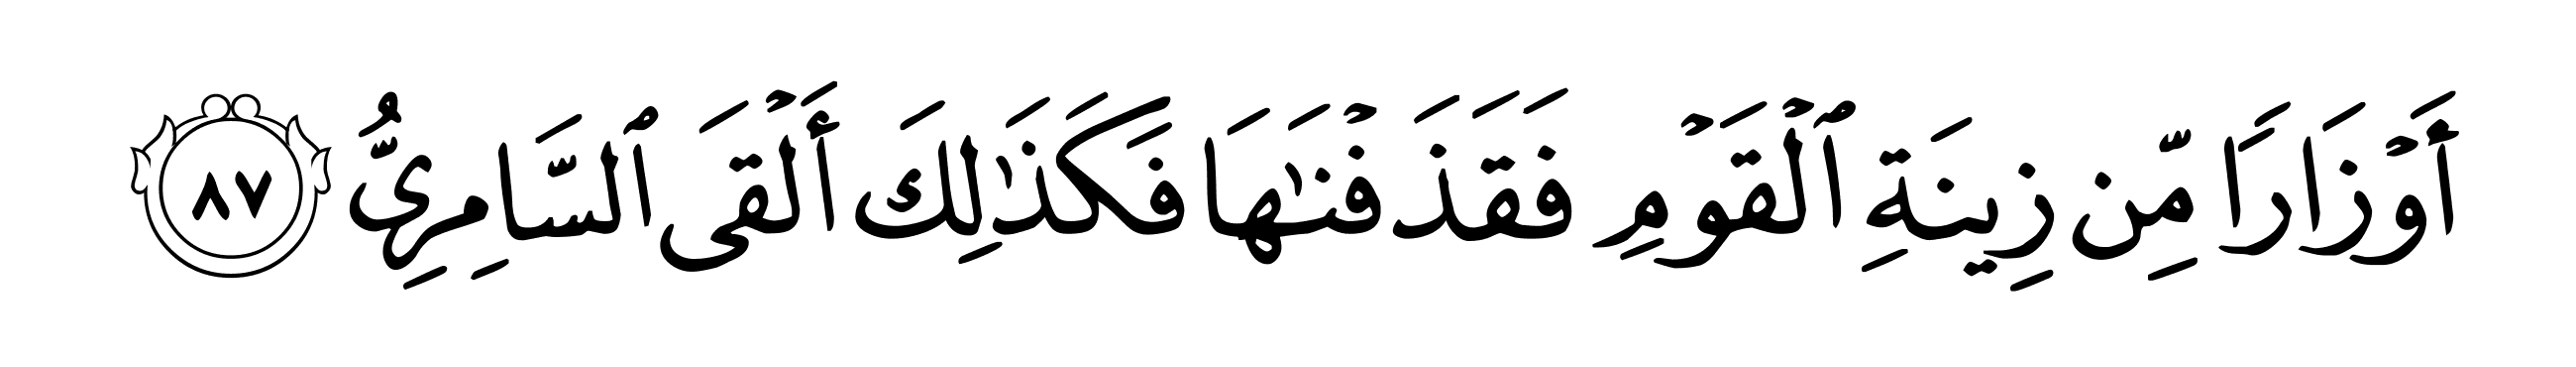 أَوۡزَارٗا مِّن زِينَةِ ٱلۡقَوۡمِ فَقَذَفۡنَٰهَا فَكَذَٰلِكَ أَلۡقَى ٱلسَّامِرِيُّ ٨٧